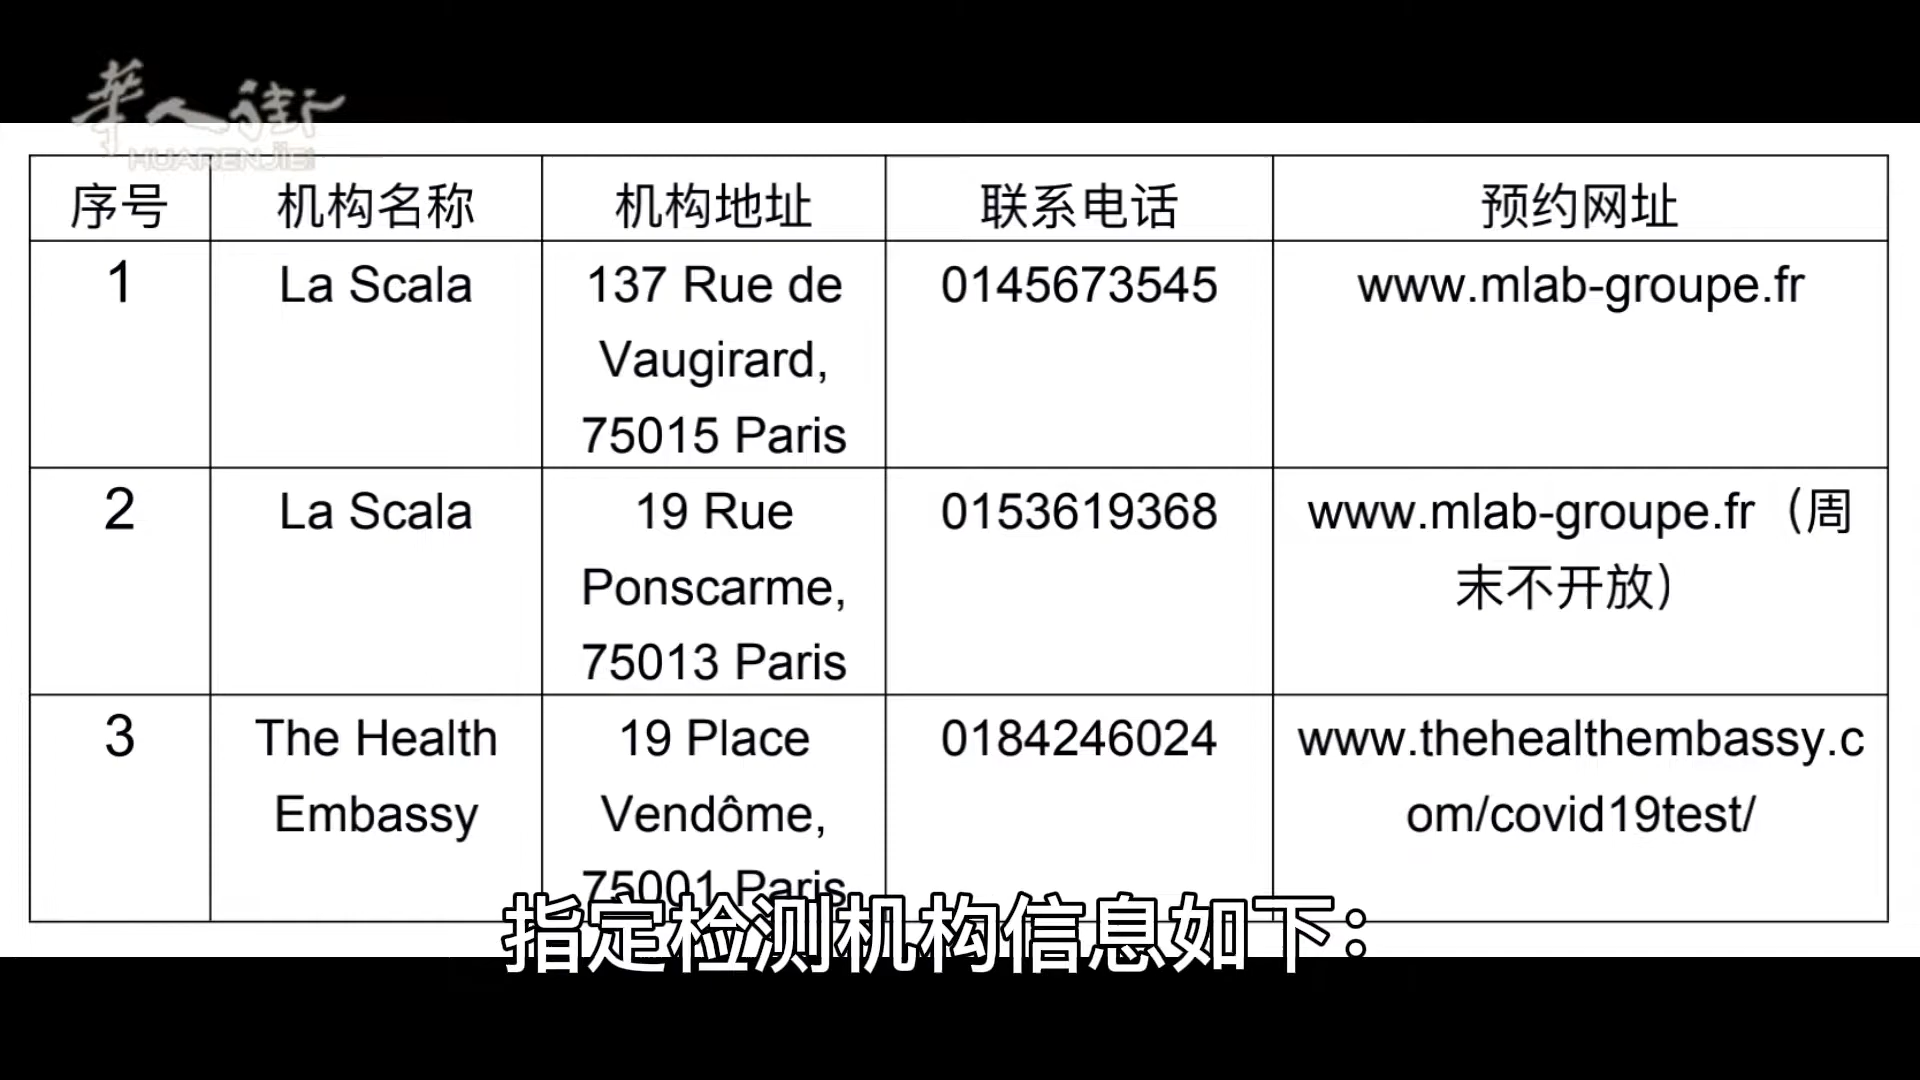 華人街
HUARENJIE
序号 机构名称 机构地址 联系电话 预约网址
1 La Scala 137 Rue de 0145673545 www.mlab-groupe.fr
Vaugirard,
75015 Paris
2 La Scala 19 Rue 0153619368 www.mlab-groupe.fr（周
Ponscarme, 末不开放）
75013 Paris
3 The Health 19 Place 0184246024 www.thehealthembassy.c
Embassy Vendôme, om/covid19test/
75001 Paris
指定检测机构信息如下：